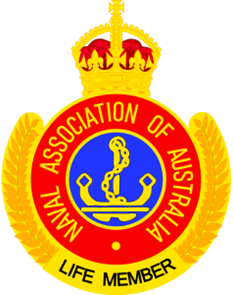 NAVAL ASSOCIATION OF AUSTRALIA
LIFE MEMBER